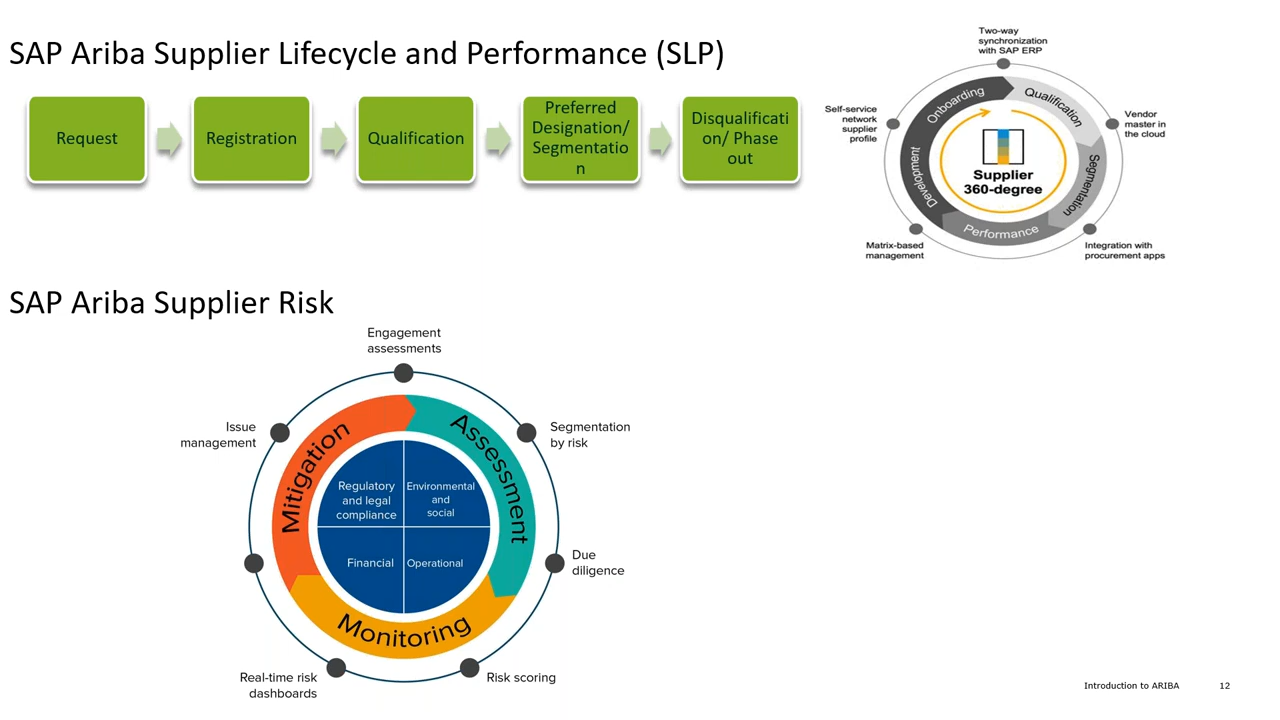 SAP Ariba Supplier Lifecycle and Performance (SLP)
Request
Registration
Qualification
Preferred
Designation/
Segmentatio
n
Disqualificati
on/ Phase
out
Two-way
synchronization
with SAP ERP
Self-service
network
supplier
profile
Vendor
master in
the cloud
Matrix-based
management
Integration with
procurement apps
Onboarding
Qualification
Segmentation
Performance
Development
Supplier
360-degree
SAP Ariba Supplier Risk
Engagement
assessments
Issue
management
Segmentation
by risk
Due
diligence
Risk scoring
Real-time risk
dashboards
Mitigation
Assessment
Monitoring
Regulatory
and legal
compliance
Environmental
and
social
Financial
Operational
Introduction to ARIBA
12